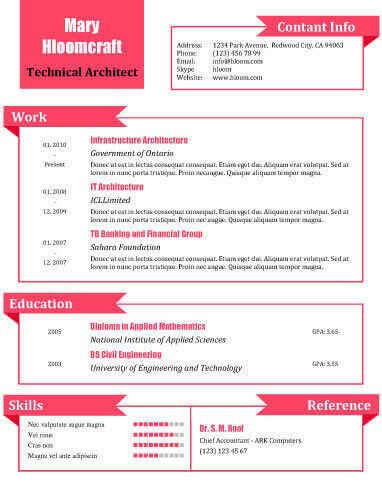 Mary
Hloomcraft
Technical Architect
Contant Info
Address: 1234 Park Avenue, Redwood City, CA 94063
Phone: (123) 456 78 99
Email: info@hloom.com
Skype hloom
Website: www.hloom.com
Work
01, 2010
-
Present
Infrastructure Architecture
Government of Ontario
Donec at est in lectus consequat consequat. Etiam eget dui. Aliquam erat volutpat. Sed at
lorem in nunc porta tristique. Proin necaugue. Quisque aliquam tempor magna.
01, 2008
-
12, 2009
IT Architecture
ICLLimited
Donec at est in lectus consequat consequat. Etiam eget dui. Aliquam erat volutpat. Sed at
lorem in nunc porta tristique. Proin nec augue. Quisque aliquam tempor magna.
01, 2007
-
12, 2007
TB Banking and Financial Group
Sahara Foundation
Donec at est in lectus consequat consequat. Etiam eget dui. Aliquam erat volutpat. Sed at
lorem in nunc porta tristique. Proin nec augue. Quisque aliquam tempor magna.
Education
2005
Diploma in Applied Mathematics
National Institute of Applied Sciences
GPA: 3.65
2003
BS Civil Engineering
University of Engineering and Technology
GPA: 3.55
Skills
Nec vulputate augue magna
Vel risus
Cras non
Magna vel ante adipiscin
Reference
Dr. S. M.
Chief Accountant - ARK Computers
(123) 123 45 67